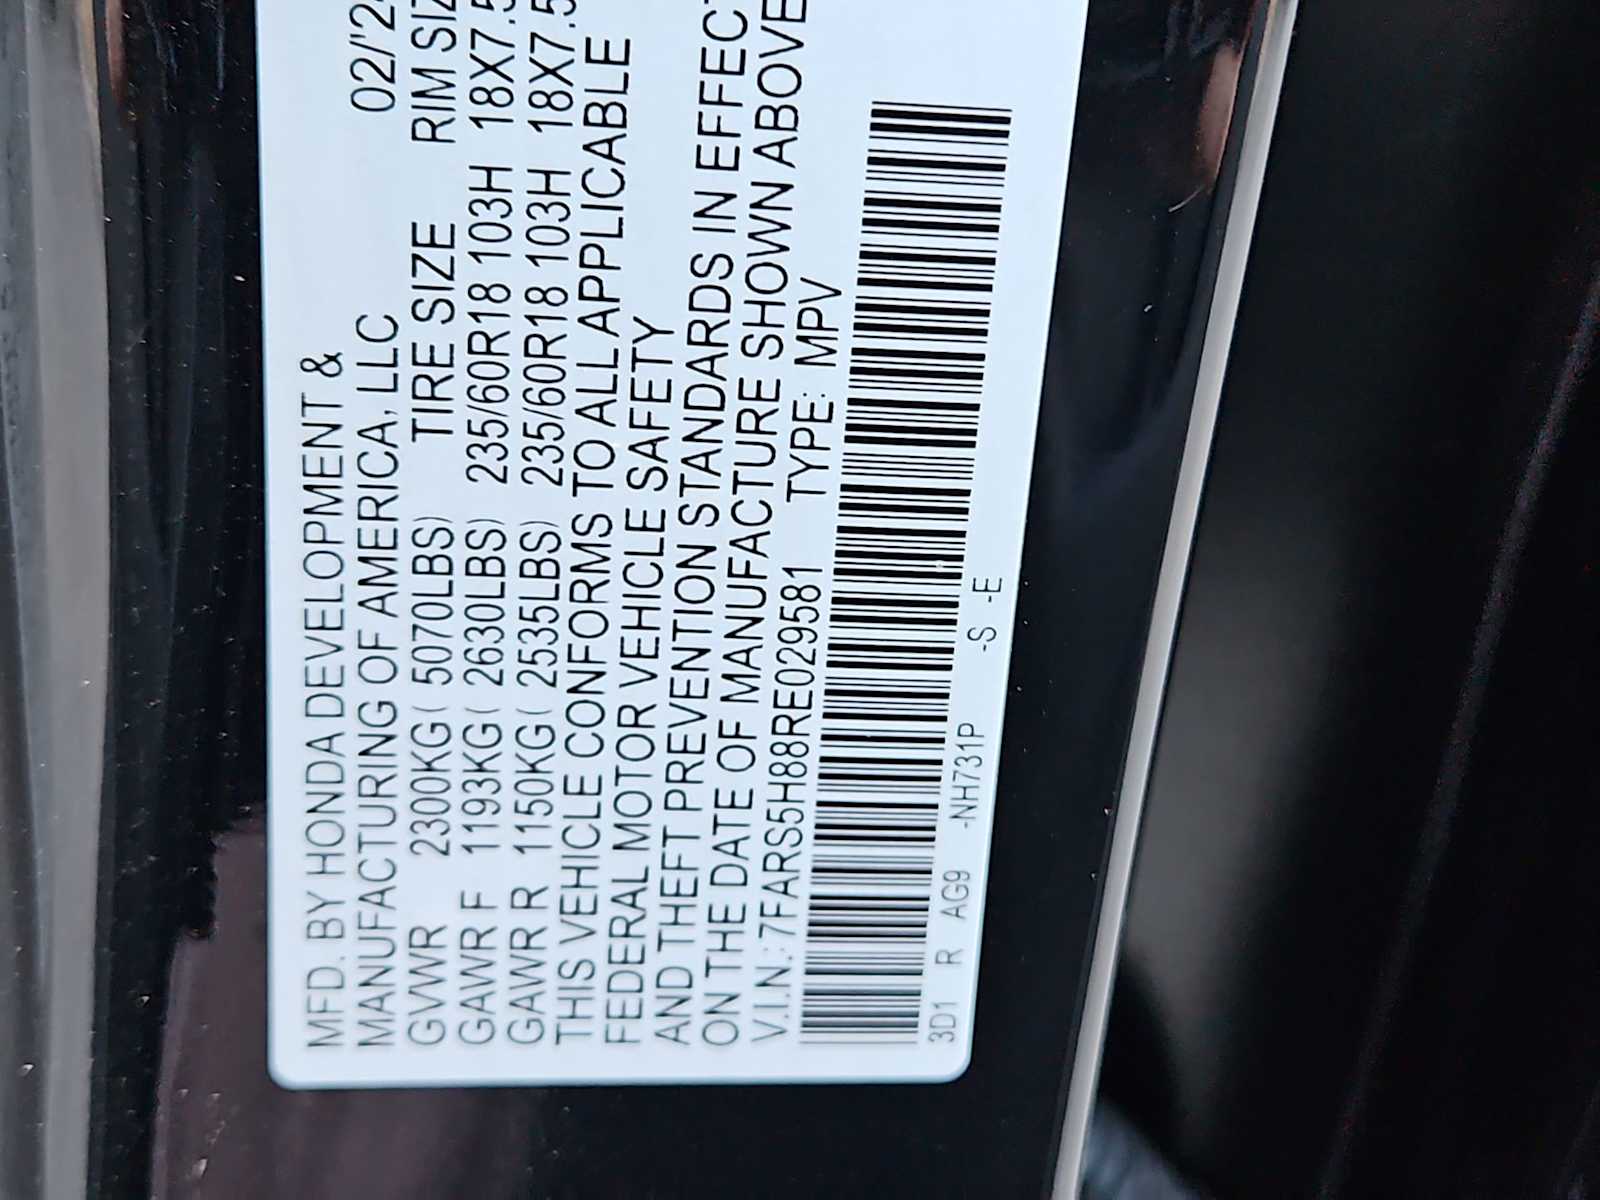 MFD. BY HONDA DEVELOPMENT &
MANUFACTURING OF AMERICA, LLC 02/'2
GVWR 2300KG( 5070LBS) TIRE SIZE RIM SIZ
GAWR F 1193KG( 2630LBS) 235/60R18 103H 18X7.5
GAWR R 1150KG( 2535LBS) 235/60R18 103H 18X7.5
THIS VEHICLE CONFORMS TO ALL APPLICABLE
FEDERAL MOTOR VEHICLE SAFETY
AND THEFT PREVENTION STANDARDS IN EFFECT
ON THE DATE OF MANUFACTURE SHOWN ABOVE
V.I.N.: 7FARS5H88RE029581 TYPE: MPV
3D1 R AG9 -NH731P -S -E